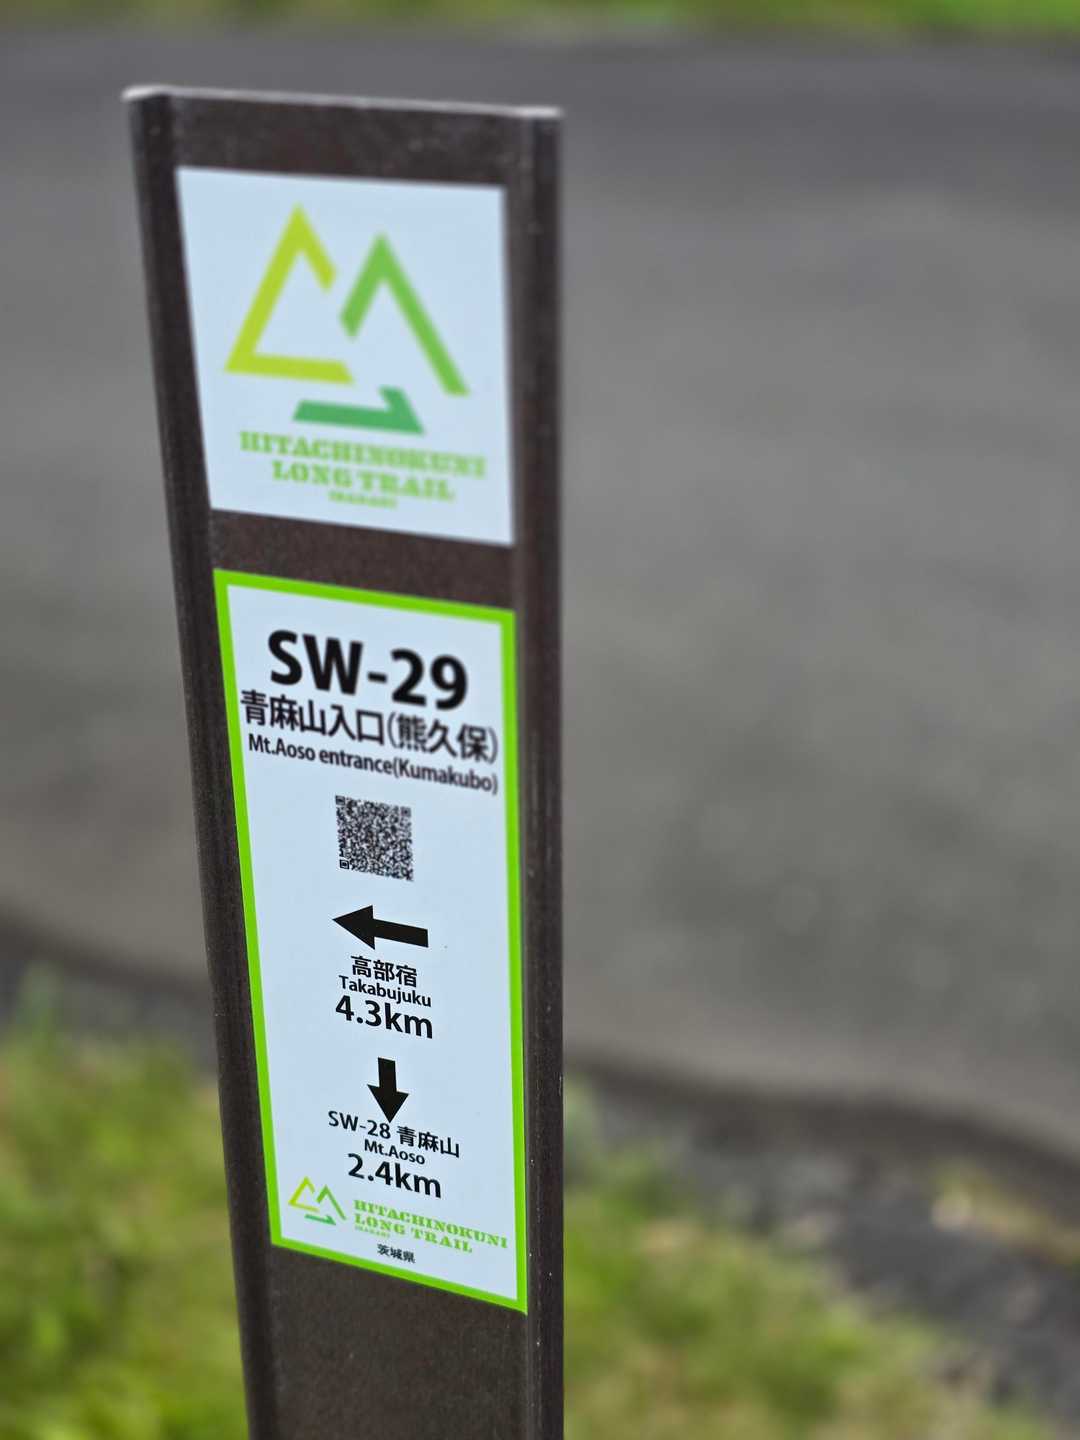 HITACHINOKUNI
LONG TRAIL
IBARAKI
SW-29
青麻山入口(熊久保)
Mt.Aoso entrance(Kumakubo)
高部宿
Takabujuku
4.3km
SW-28 青麻山
Mt.Aoso
2.4km
HITACHINOKUNI
LONG TRAIL
IBARAKI
茨城県